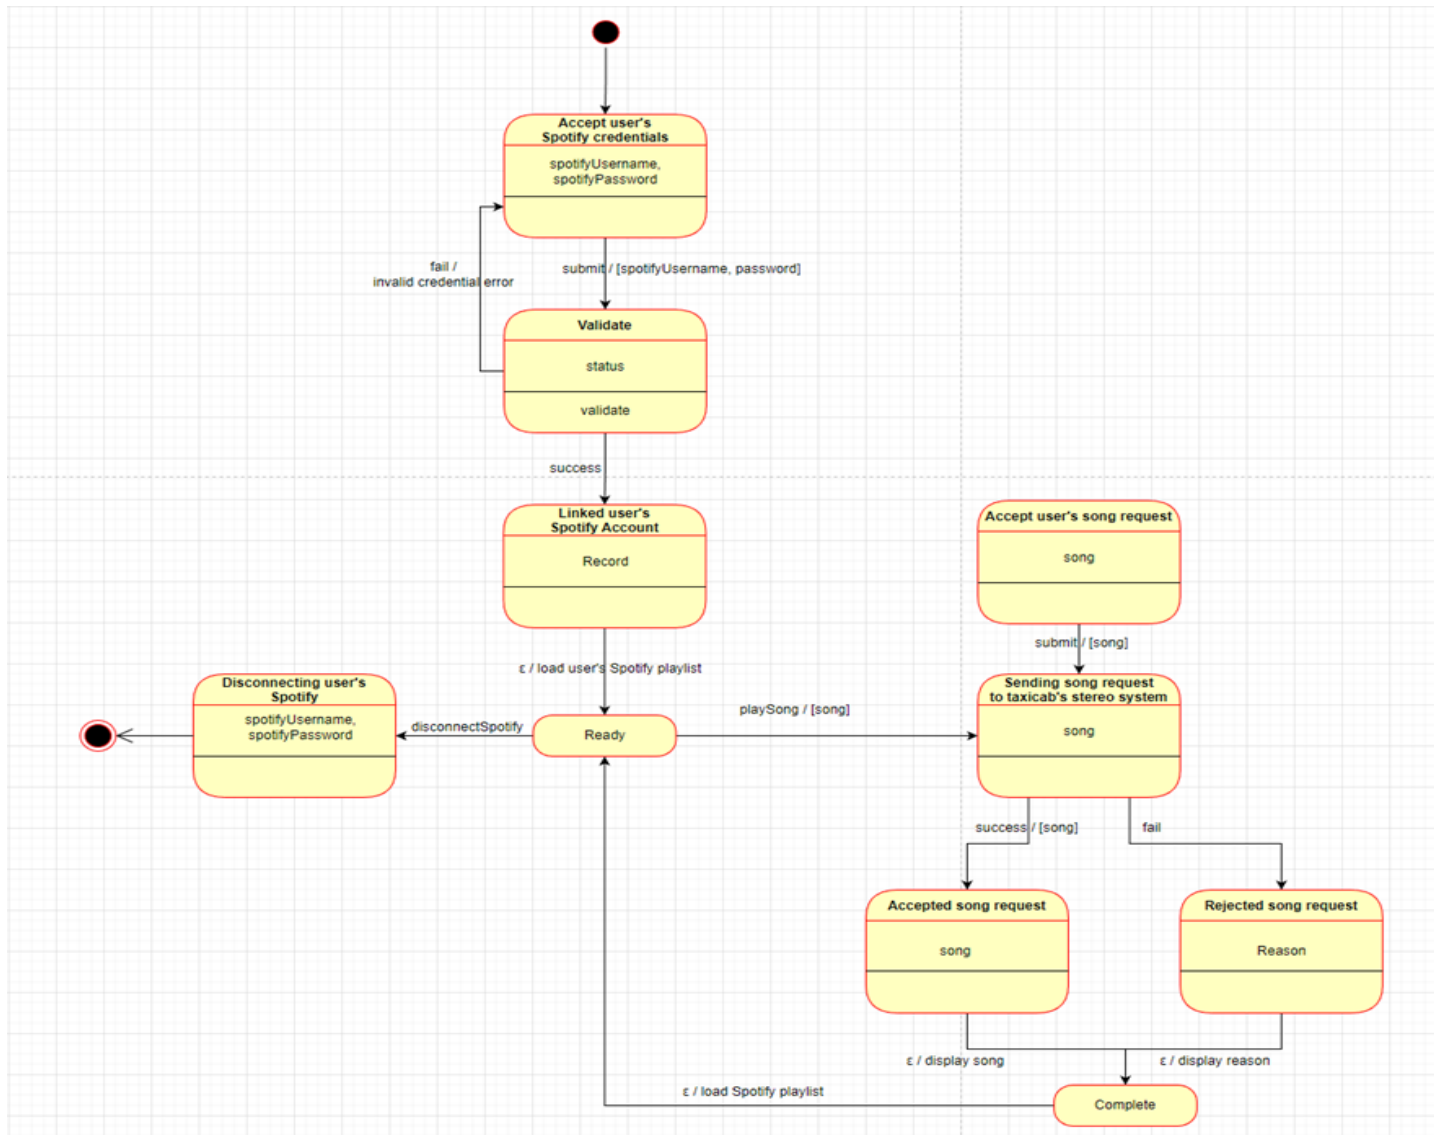 Accept user's
Spotify credentials
spotifyUsername,
spotifyPassword
fail /
invalid credential error
submit / [spotifyUsername, password]
Validate
status
validate
success
Linked user's
Spotify Account
Record
Accept user's song request
song
submit / [song]
ε / load user's Spotify playlist
Disconnecting user's
Spotify
spotifyUsername,
spotifyPassword
disconnectSpotify
Ready
playSong / [song]
Sending song request
to taxicab's stereo system
song
success / [song]
fail
Accepted song request
song
Rejected song request
Reason
ε / display song
ε / display reason
ε / load Spotify playlist
Complete